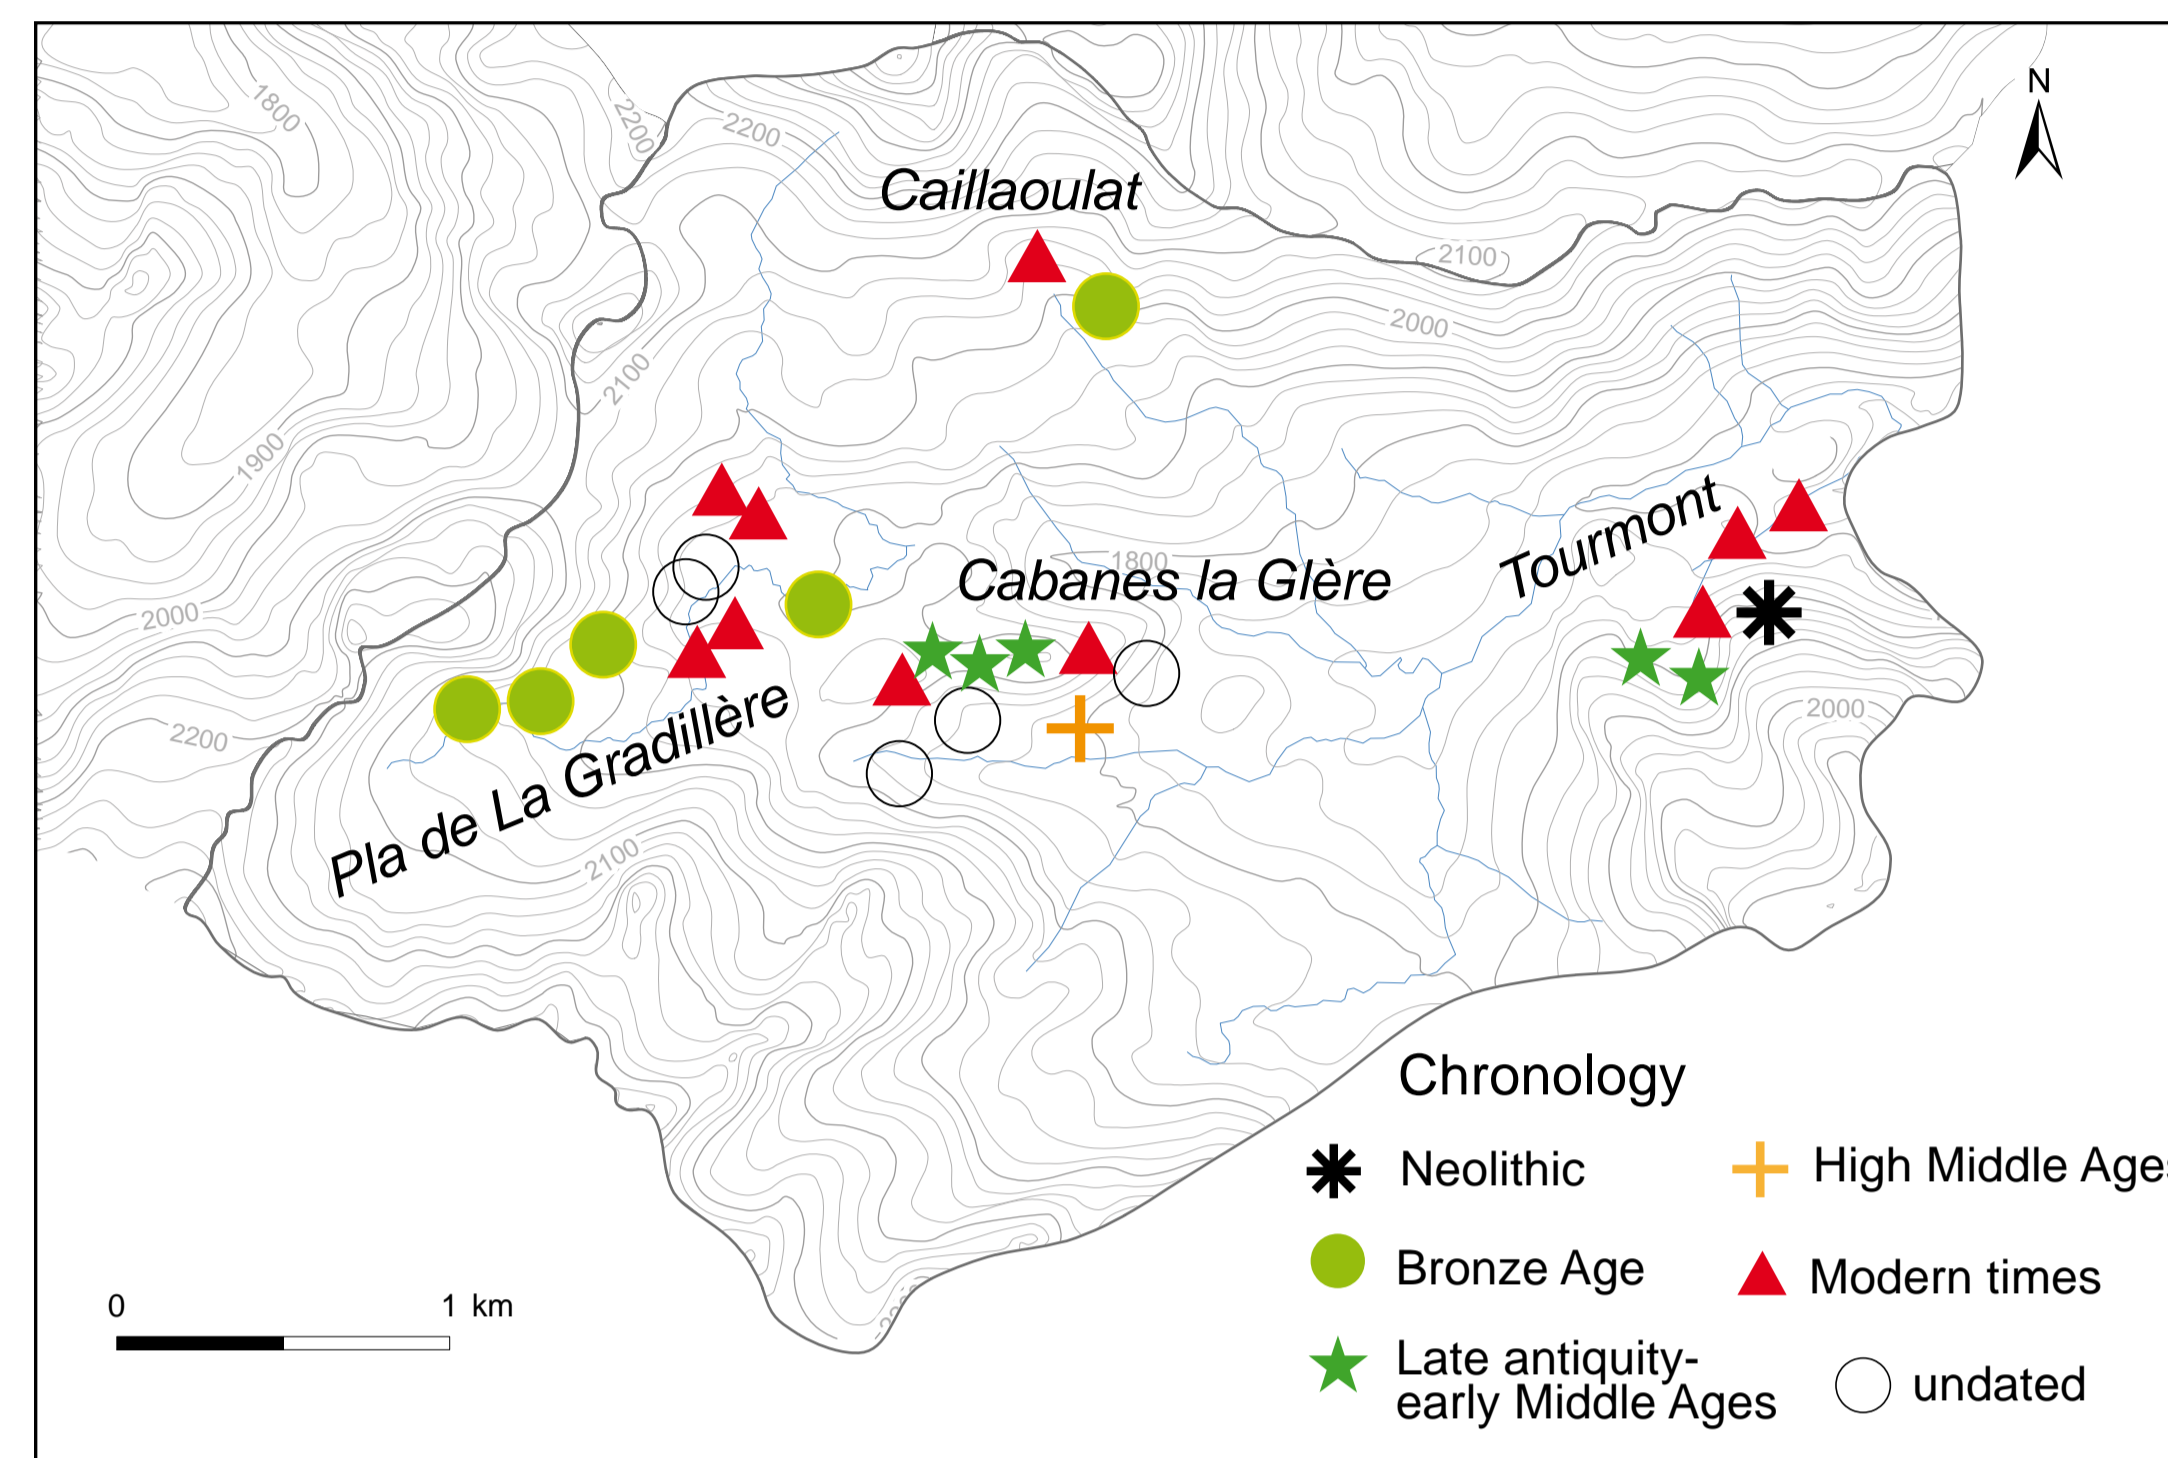 N
1800
2200
2200
Caillaoulat
2100
2000
2100
1900
Tourmont
1800
Cabanes la Glère
2000
2200
2000
Pla de La Gradillère
2100
Chronology
Neolithic
High Middle Ages
Bronze Age
Modern times
Late antiquity-
early Middle Ages
undated
0
1 km